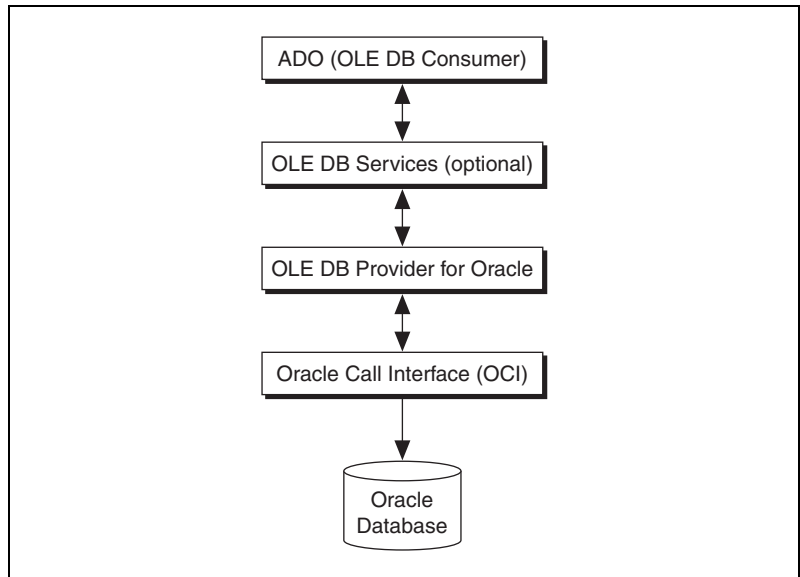 ADO (OLE DB Consumer)
OLE DB Services (optional)
OLE DB Provider for Oracle
Oracle Call Interface (OCI)
Oracle
Database